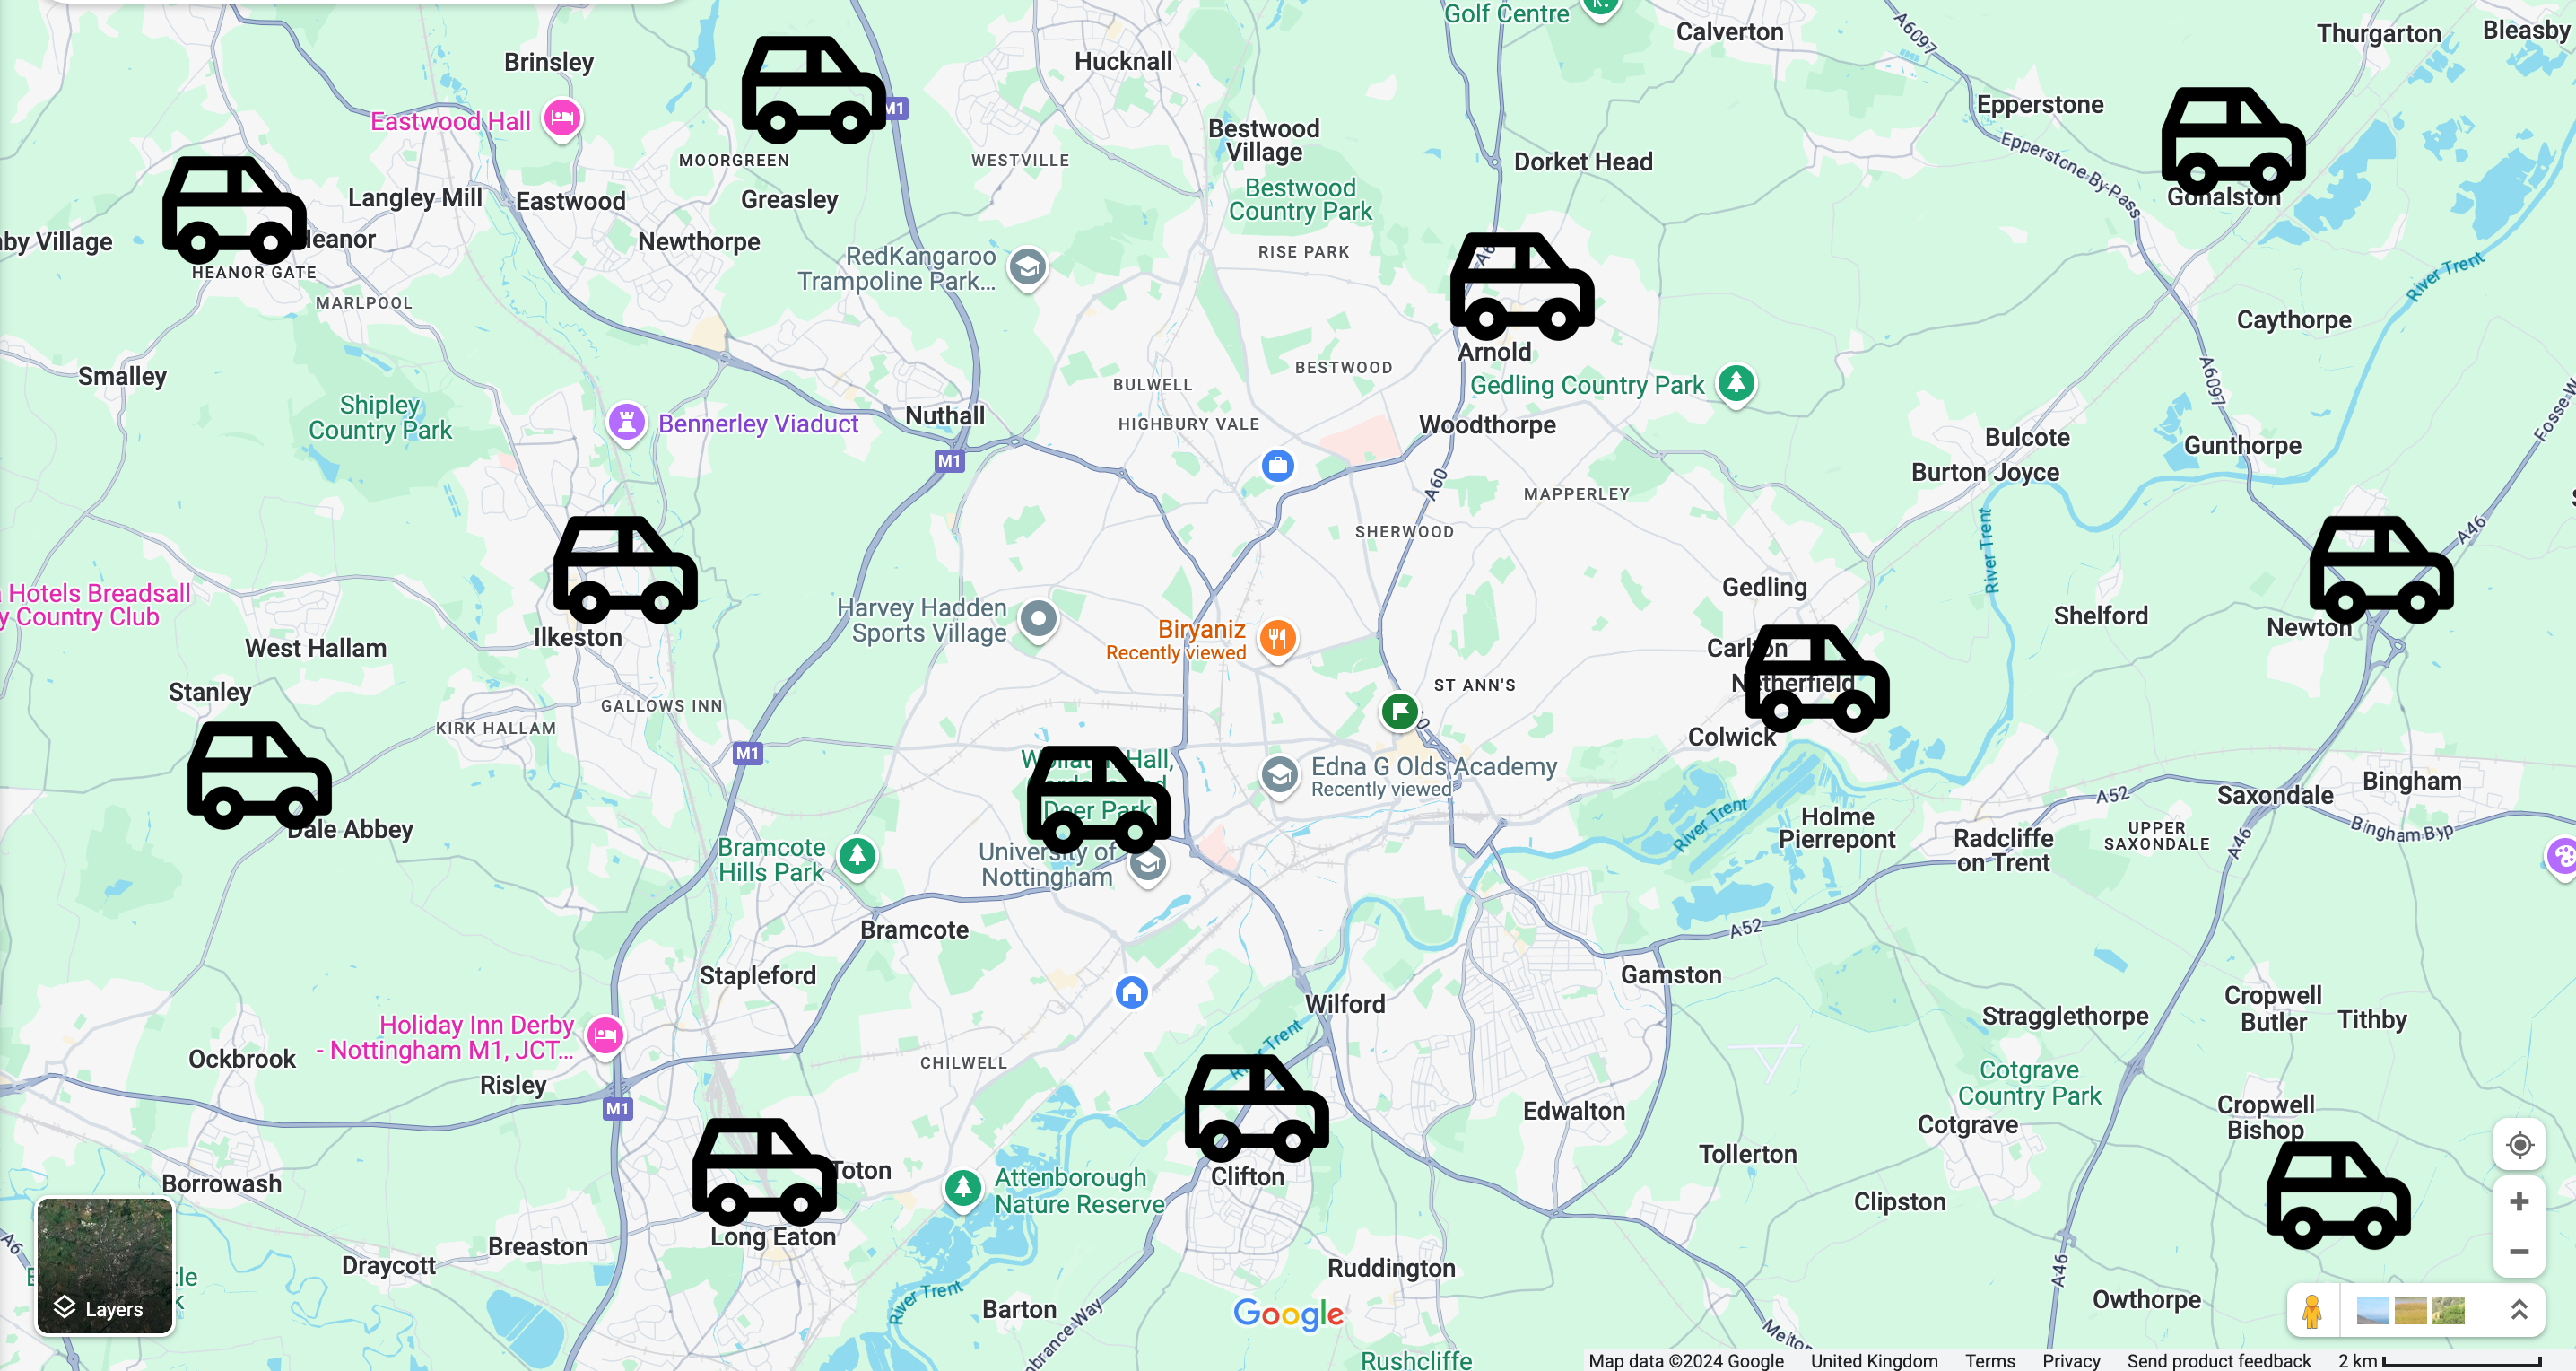 Golf Centre
Calverton
A6097
Thurgarton
Bleasby
Brinsley
Hucknall
Epperstone
Eastwood Hall
M1
Bestwood
Village
Epperstone By-Pass
MOORGREEN
WESTVILLE
Dorket Head
Langley Mill
Eastwood
Greasley
Bestwood
Country Park
Gonalston
by Village
Newthorpe
RISE PARK
HEANOR GATE
RedKangaroo
Trampoline Park...
River Trent
MARLPOOL
Caythorpe
Arnold
Smalley
BULWELL
BESTWOOD
Gedling Country Park
A6097
Shipley
Country Park
Nuthall
Bennerley Viaduct
HIGHBURY VALE
Woodthorpe
Bulcote
Gunthorpe
M1
Burton Joyce
A60
MAPPERLEY
SHERWOOD
River Trent
A46
Hotels Breadsall
y Country Club
Harvey Hadden
Sports Village
Gedling
Shelford
Ilkeston
Biryaniz
Recently viewed
Newton
West Hallam
Carlton
Stanley
GALLOWS INN
ST ANN'S
Netherfield
KIRK HALLAM
M1
Colwick
Wollaton Hall,
Deer Park
Edna G Olds Academy
Recently viewed
Bingham
A52
Saxondale
Dale Abbey
River Trent
Holme
Pierrepont
UPPER
SAXONDALE
Bingham Byp
Bramcote
Hills Park
University of
Nottingham
Radcliffe
on Trent
A46
Bramcote
A52
Stapleford
Gamston
Cropwell
Butler
Wilford
Stragglethorpe
Tithby
Holiday Inn Derby
- Nottingham M1, JCT...
Ockbrook
River Trent
CHILWELL
Risley
Cotgrave
Country Park
M1
Edwalton
Cropwell
Bishop
Cotgrave
Tollerton
Toton
Borrowash
Attenborough
Nature Reserve
Clifton
Clipston
Long Eaton
A6
Breaston
Draycott
Ruddington
A46
River Trent
Barton
Owthorpe
Layers
Google
Rushcliffe
Map data ©2024 Google
United Kingdom
Terms
Privacy
Send product feedback
2 km